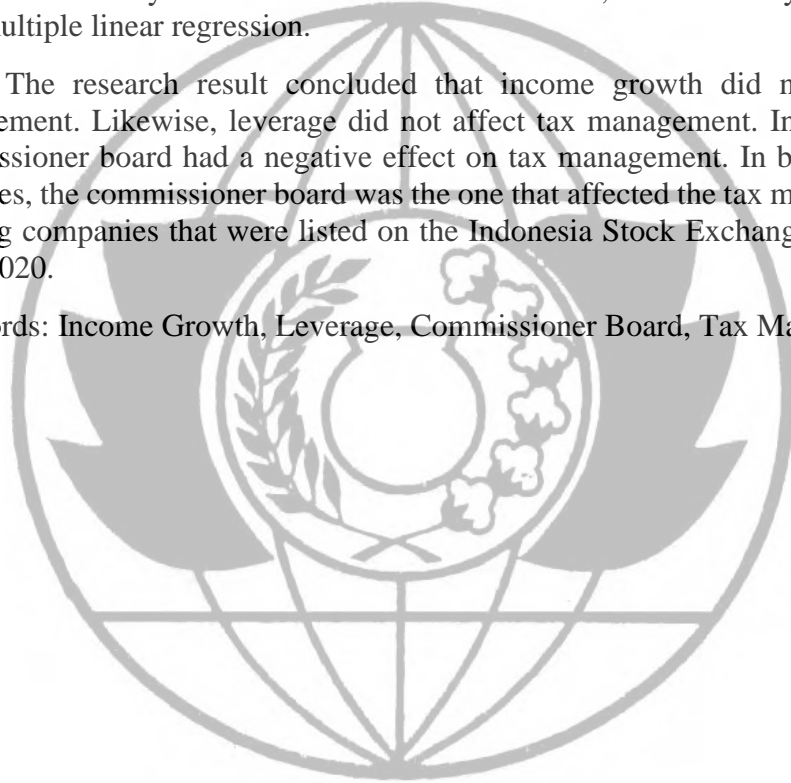 multiple linear regression.
The research result concluded that income growth did n
ement. Likewise, leverage did not affect tax management. In
ssioner board had a negative effect on tax management. In b
es, the commissioner board was the one that affected the tax m
g companies that were listed on the Indonesia Stock Exchang
020.
rds: Income Growth, Leverage, Commissioner Board, Tax Ma